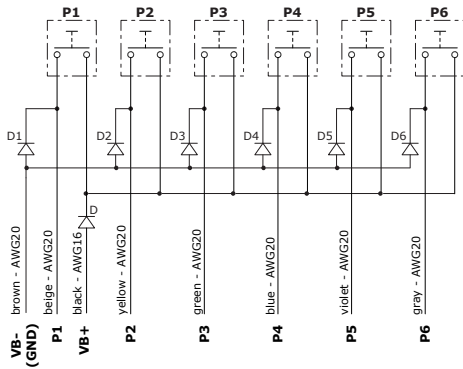 P1
P2
P3
P4
P5
P6
D1
D2
D3
D4
D5
D6
D
brown - AWG20
beige - AWG20
black - AWG16
yellow - AWG20
green - AWG20
blue - AWG20
violet - AWG20
gray - AWG20
VB-
(GND)
P1
VB+
P2
P3
P4
P5
P6